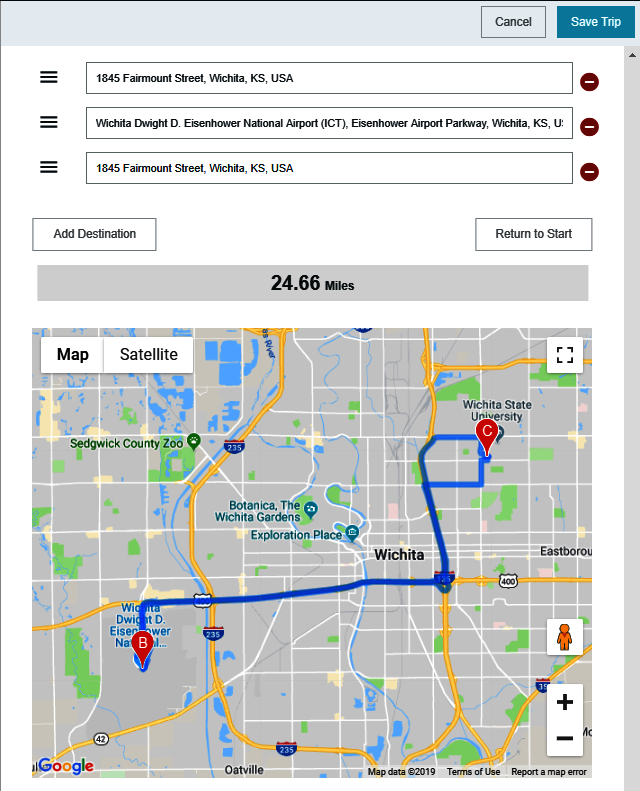 Cancel
Save Trip
1845 Fairmount Street, Wichita, KS, USA
Wichita Dwight D. Eisenhower National Airport (ICT), Eisenhower Airport Parkway, Wichita, KS,
1845 Fairmount Street, Wichita, KS, USA
Add Destination
Return to Start
24.66 Miles
Map
Satellite
River
Wichita State
University
C
Sedgwick County Zoo
235
Botanica, The
Wichita Gardens
Exploration Place
Wichita
Eastborou
400
Wichita
Dwight D.
Eisenhower
National...
B
235
42
235
Oatville
Google
Map data ©2019
Terms of Use
Report a map error